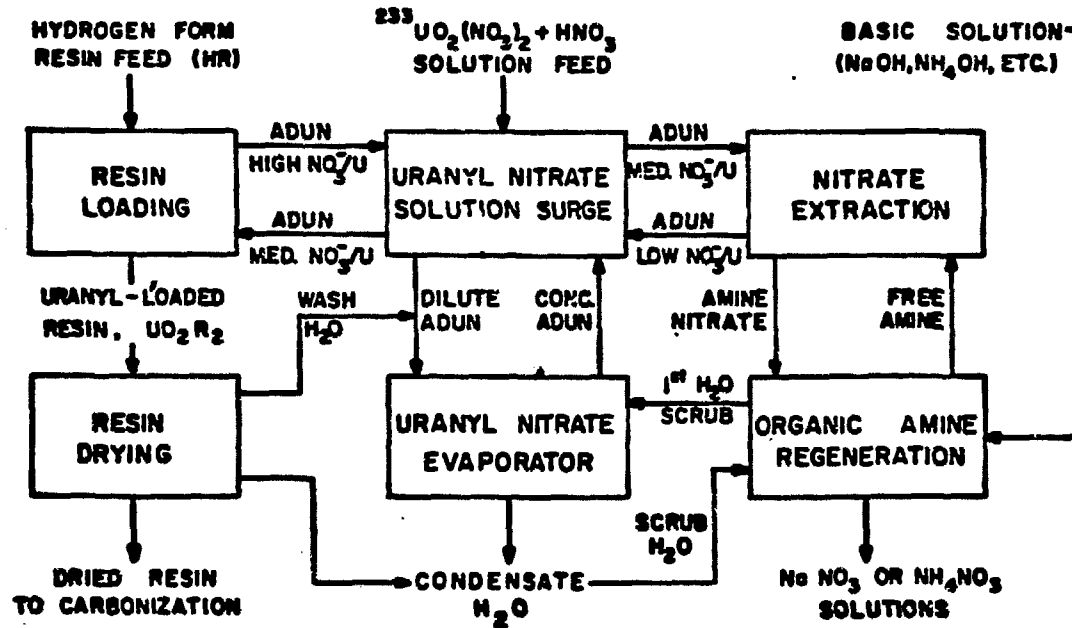 HYDROGEN FORM
RESIN FEED (HR)
²³³UO₂(NO₃)₂ + HNO₃
SOLUTION FEED
BASIC SOLUTION-
(NaOH, NH₄OH, ETC.)
RESIN
LOADING
ADUN
HIGH NO₃⁻/U
ADUN
MED. NO₃⁻/U
URANYL NITRATE
SOLUTION SURGE
ADUN
MED. NO₃⁻/U
ADUN
LOW NO₃⁻/U
NITRATE
EXTRACTION
URANYL-LOADED
RESIN, UO₂R₂
WASH
H₂O
DILUTE
ADUN
CONC.
ADUN
AMINE
NITRATE
FREE
AMINE
RESIN
DRYING
URANYL NITRATE
EVAPORATOR
1st H₂O
SCRUB
ORGANIC AMINE
REGENERATION
SCRUB
H₂O
DRIED RESIN
TO CARBONIZATION
CONDENSATE
H₂O
NaNO₃ OR NH₄NO₃
SOLUTIONS